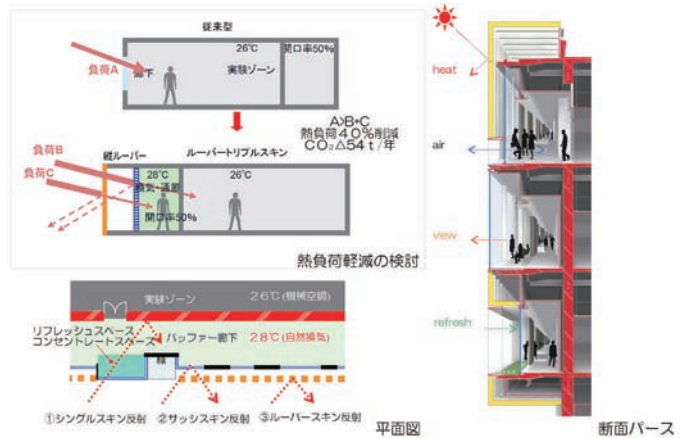 従来型
26℃
開口率50%
負荷A
廊下
実験ゾーン
A>B+C
熱負荷40%削減
CO₂△54t/年
縦ルーバー
ルーバートリプルスキン
負荷B
負荷C
28℃
26℃
換気・通風
開口率50%
熱負荷軽減の検討
実験ゾーン
26℃(機械空調)
リフレッシュスペース
コンセントレートスペース
バッファー廊下
28℃(自然換気)
①シングルスキン反射
②サッシスキン反射
③ルーバースキン反射
平面図
heat
air
view
refresh
断面パース